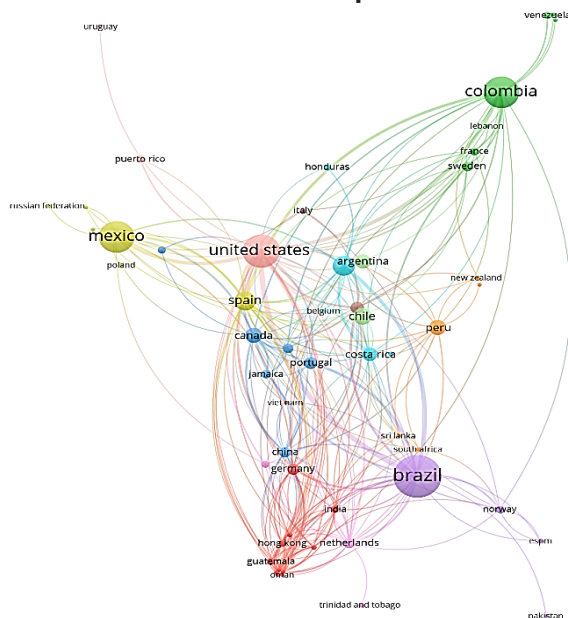 venezuela
uruguay
colombia
lebanon
france
sweden
puerto rico
honduras
russian federation
italy
mexico
united states
poland
argentina
new zealand
spain
belgium
chile
peru
canada
costa rica
portugal
jamaica
viet nam
sri lanka
south africa
china
germany
brazil
india
norway
hong kong
netherlands
espm
guatemala
oman
trinidad and tobago
pakistan